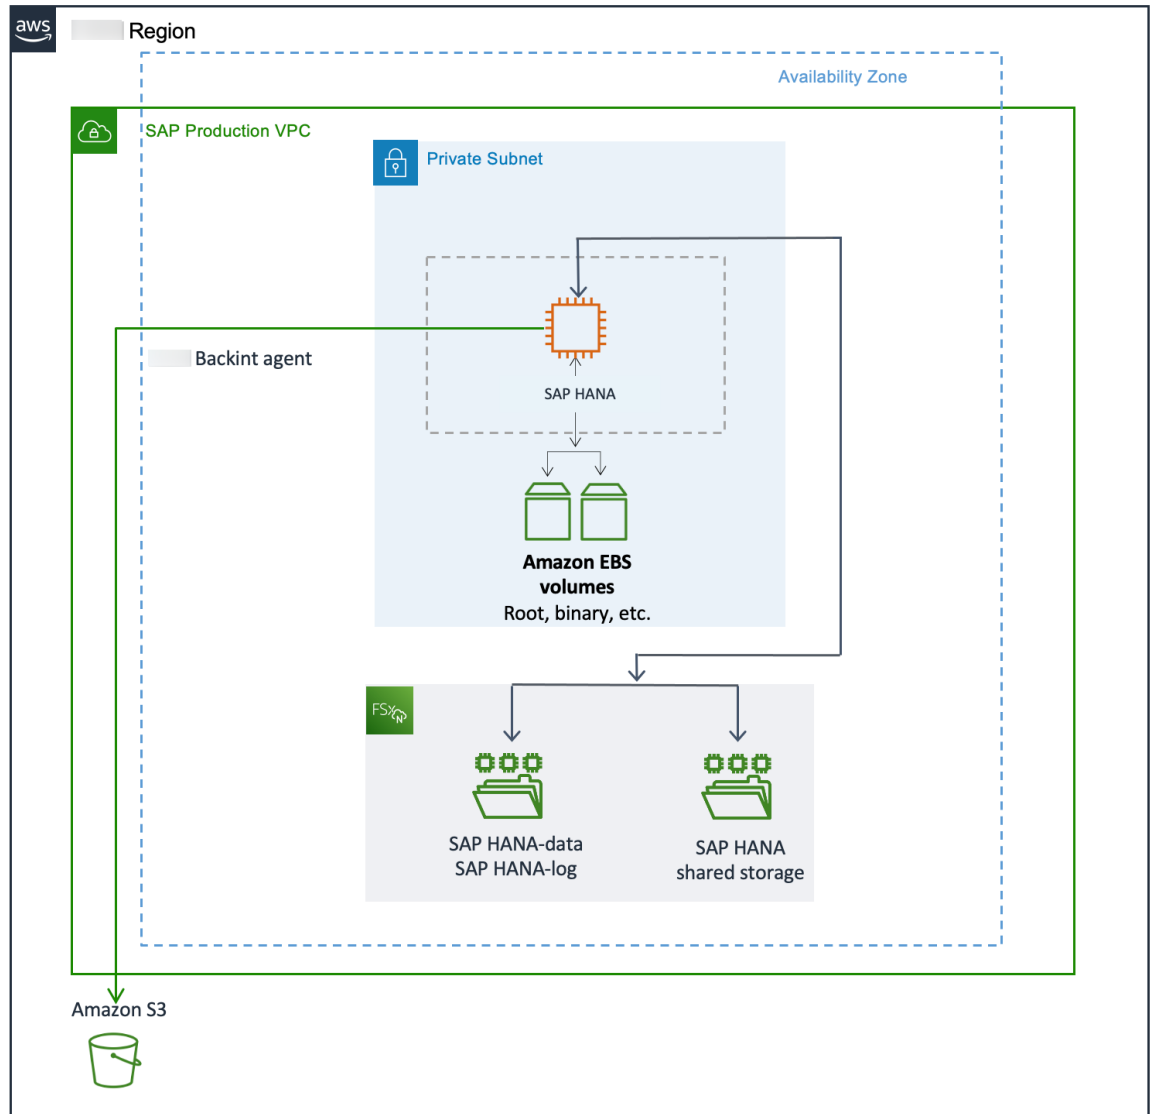 aws
Region
Availability Zone
SAP Production VPC
Private Subnet
Backint agent
SAP HANA
Amazon EBS
volumes
Root, binary, etc.
FSx
N
SAP HANA-data
SAP HANA-log
SAP HANA
shared storage
Amazon S3